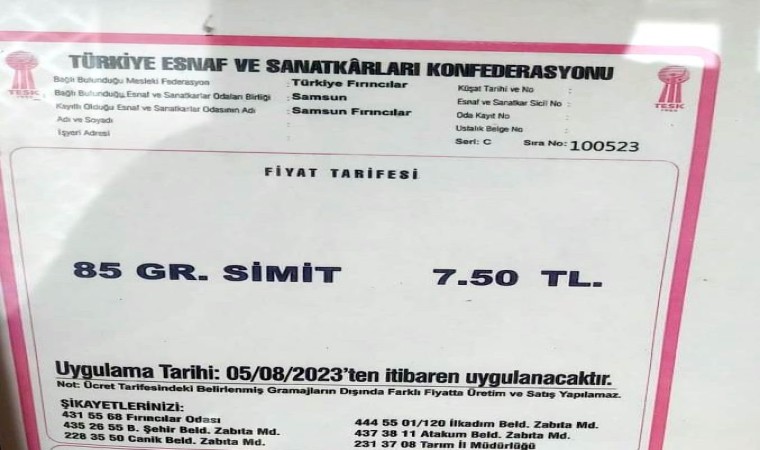 TÜRKİYE ESNAF VE SANATKÂRLARI KONFEDERASYONU
TESK
TESK
Bağlı Bulunduğu Mesleki Federasyon : Türkiye Fırıncılar
Bağlı Bulunduğu Esnaf ve Sanatkarlar Odaları Birliği : Samsun
Kayıtlı Olduğu Esnaf ve Sanatkarlar Odasının Adı : Samsun Fırıncılar
Adı ve Soyadı :
İşyeri Adresi
Küşat Tarihi ve No :
Esnaf ve Sanatkar Sicil No :
Oda Kayıt No :
Ustalık Belge No :
Seri: C Sıra No: 100523
FİYAT TARİFESİ
85 GR. SİMİT 7.50 TL.
Uygulama Tarihi: 05/08/2023'ten itibaren uygulanacaktır.
Not: Ücret Tarifesindeki Belirlenmiş Gramajların Dışında Farklı Fiyatta Üretim ve Satış Yapılamaz.
ŞİKAYETLERİNİZİ:
431 55 68 Fırıncılar Odası
435 26 55 B. Şehir Beld. Zabıta Md.
228 35 50 Canik Beld. Zabıta Md.
444 55 01/120 İlkadım Beld. Zabıta Md.
437 38 11 Atakum Beld. Zabıta Md.
231 37 08 Tarım İl Müdürlüğü